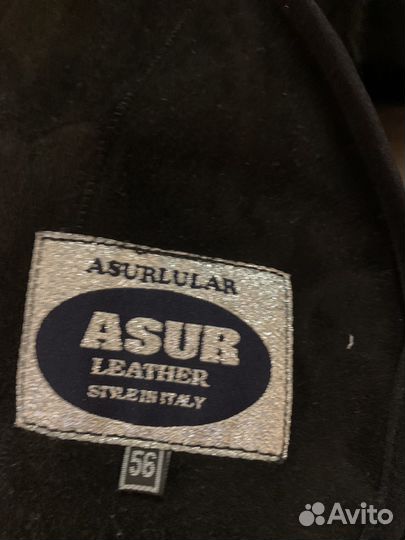 ASURLULAR
ASUR
LEATHER
STYLE IN ITALY
56
Avito